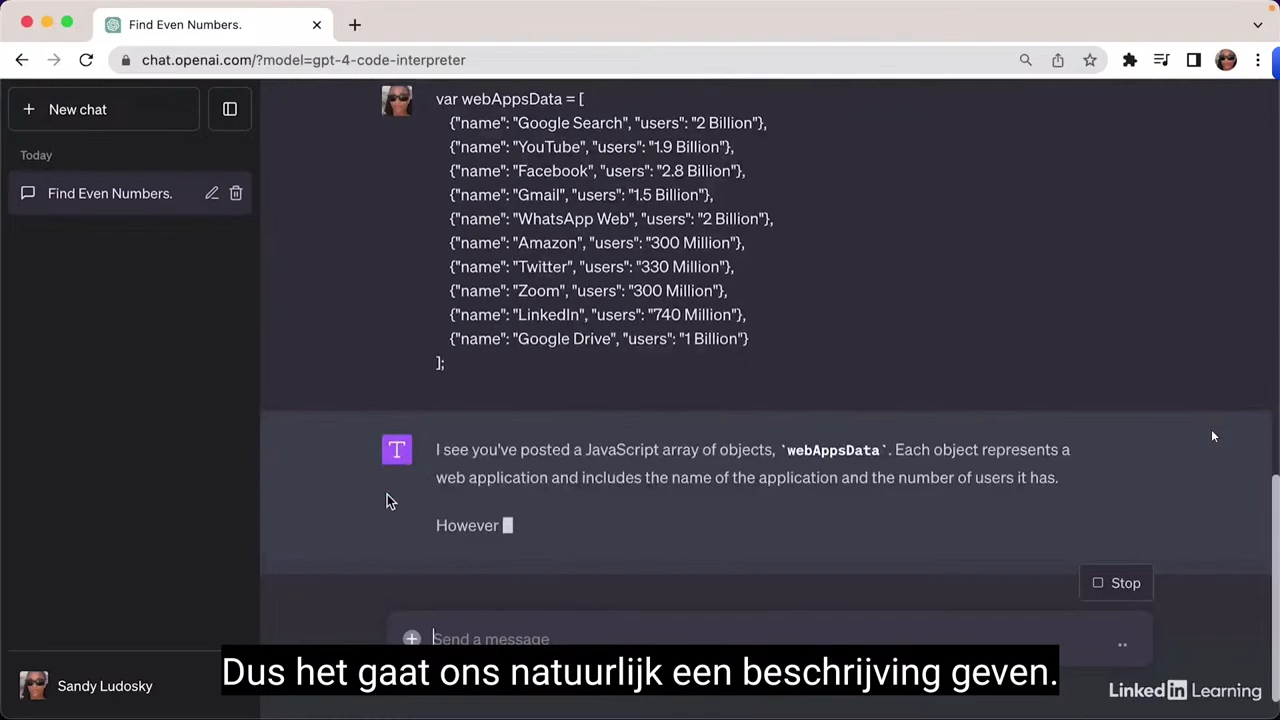 Find Even Numbers.
chat.openai.com/?model=gpt-4-code-interpreter
New chat
Today
Find Even Numbers.
var webAppsData = [
{"name": "Google Search", "users": "2 Billion"},
{"name": "YouTube", "users": "1.9 Billion"},
{"name": "Facebook", "users": "2.8 Billion"},
{"name": "Gmail", "users": "1.5 Billion"},
{"name": "WhatsApp Web", "users": "2 Billion"},
{"name": "Amazon", "users": "300 Million"},
{"name": "Twitter", "users": "330 Million"},
{"name": "Zoom", "users": "300 Million"},
{"name": "LinkedIn", "users": "740 Million"},
{"name": "Google Drive", "users": "1 Billion"}
];
T
I see you've posted a JavaScript array of objects, `webAppsData`. Each object represents a
web application and includes the name of the application and the number of users it has.
However
Stop
Send a message
Dus het gaat ons natuurlijk een beschrijving geven.
Sandy Ludosky
LinkedIn Learning